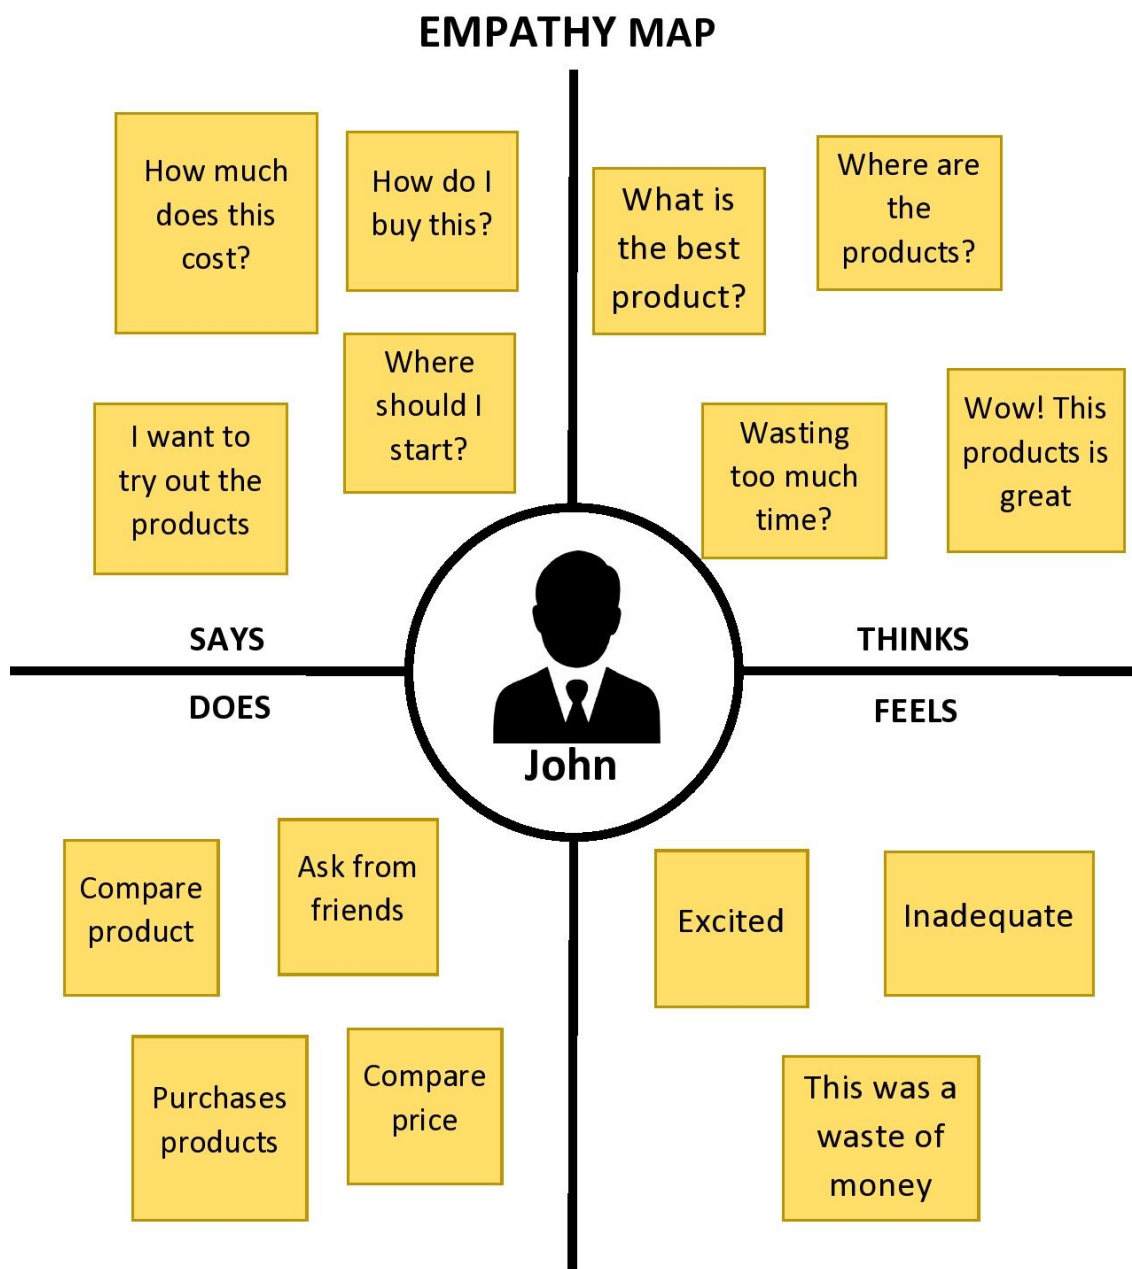 EMPATHY MAP
How much
does this
cost?
How do I
buy this?
Where
should I
start?
I want to
try out the
products
SAYS
What is
the best
product?
Where are
the
products?
Wasting
too much
time?
Wow! This
products is
great
THINKS
John
DOES
Compare
product
Ask from
friends
Purchases
products
Compare
price
FEELS
Excited
Inadequate
This was a
waste of
money